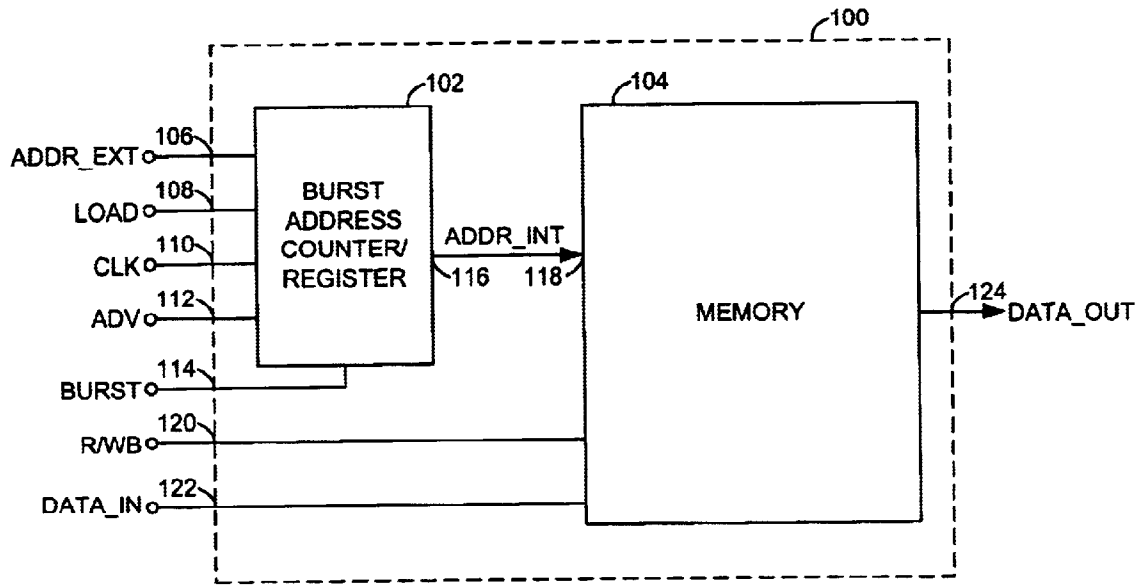 100
102
104
106
ADDR_EXT
108
LOAD
110
CLK
112
ADV
114
BURST
120
R/WB
122
DATA_IN
BURST
ADDRESS
COUNTER/
REGISTER
ADDR_INT
116
118
MEMORY
124
DATA_OUT